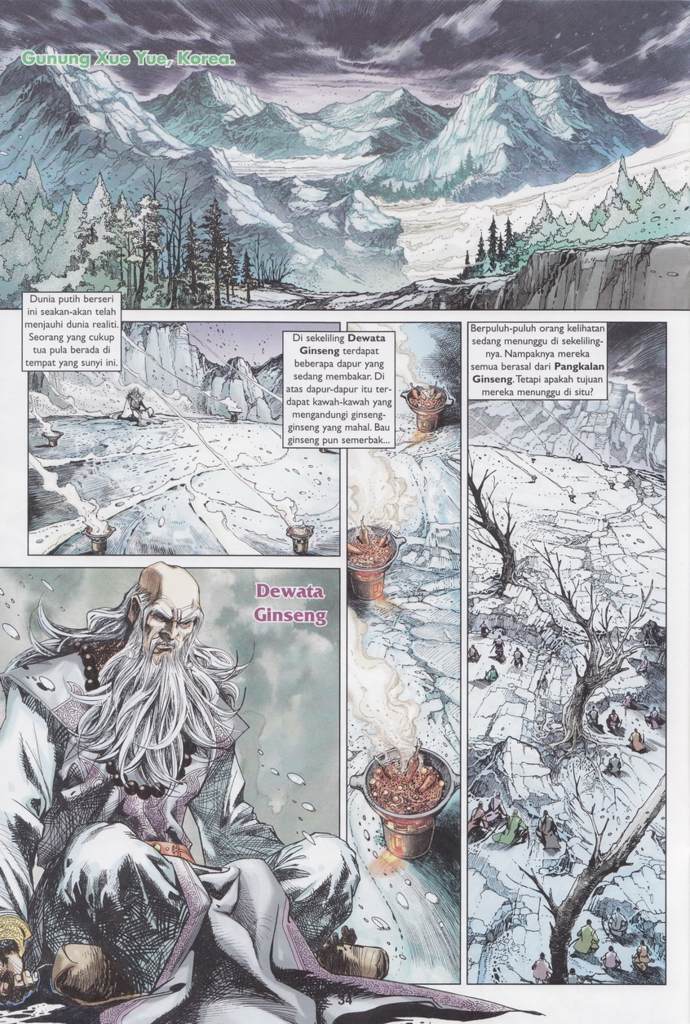 Gunung Xue Yue, Korea.
Dunia putih berseri
ini seakan-akan telah
menjauhi dunia realiti.
Seorang yang cukup
tua pula berada di
tempat yang sunyi ini.
Di sekeliling Dewata
Ginseng terdapat
beberapa dapur yang
sedang membakar. Di
atas dapur-dapur itu ter-
dapat kawah-kawah yang
mengandungi ginseng-
ginseng yang mahal. Bau
ginseng pun semerbak...
Berpuluh-puluh orang kelihatan
sedang menunggu di sekeliling-
nya. Nampaknya mereka
semua berasal dari Pangkalan
Ginseng. Tetapi apakah tujuan
mereka menunggu di situ?
Dewata
Ginseng
34